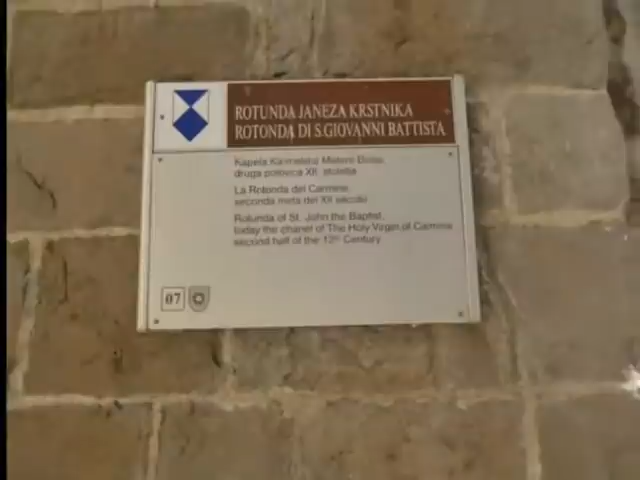 ROTUNDA JANEZA KRSTNIKA
ROTONDA DI S.GIOVANNI BATTISTA
Kapela Karmelske Matere Božje,
druga polovica XII. stoletja
La Rotonda del Carmine,
seconda metà del XII secolo
Rotunda of St. John the Baptist,
today the chapel of The Holy Virgin of Carmine
second half of the 12th Century
07